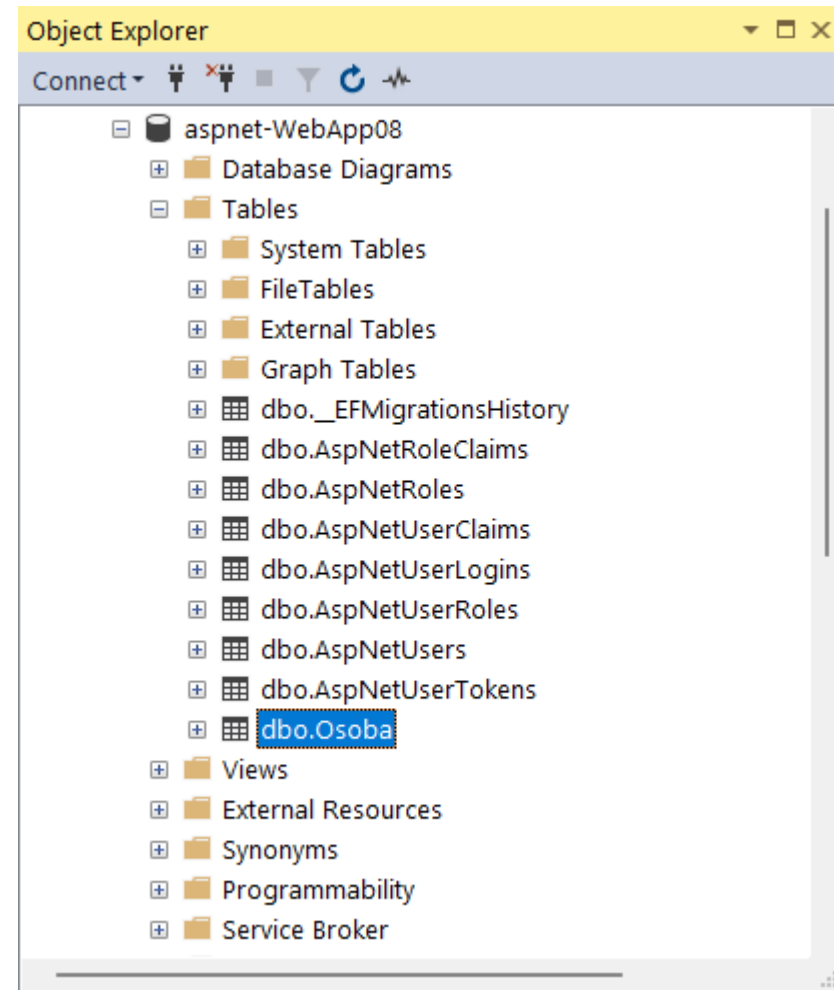 Object Explorer
Connect
aspnet-WebApp08
Database Diagrams
Tables
System Tables
FileTables
External Tables
Graph Tables
dbo.__EFMigrationsHistory
dbo.AspNetRoleClaims
dbo.AspNetRoles
dbo.AspNetUserClaims
dbo.AspNetUserLogins
dbo.AspNetUserRoles
dbo.AspNetUsers
dbo.AspNetUserTokens
dbo.Osoba
Views
External Resources
Synonyms
Programmability
Service Broker